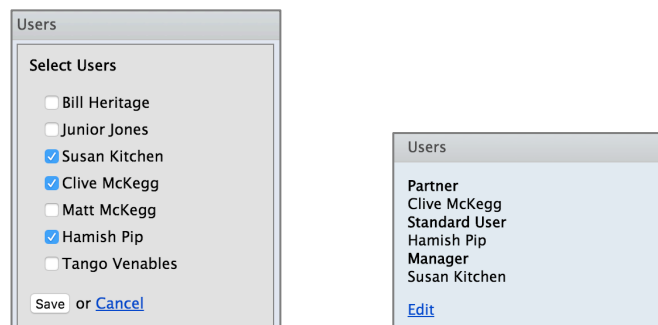 Users
Select Users
Bill Heritage
Junior Jones
Susan Kitchen
Clive McKegg
Matt McKegg
Hamish Pip
Tango Venables
Save or Cancel
Users
Partner
Clive McKegg
Standard User
Hamish Pip
Manager
Susan Kitchen
Edit